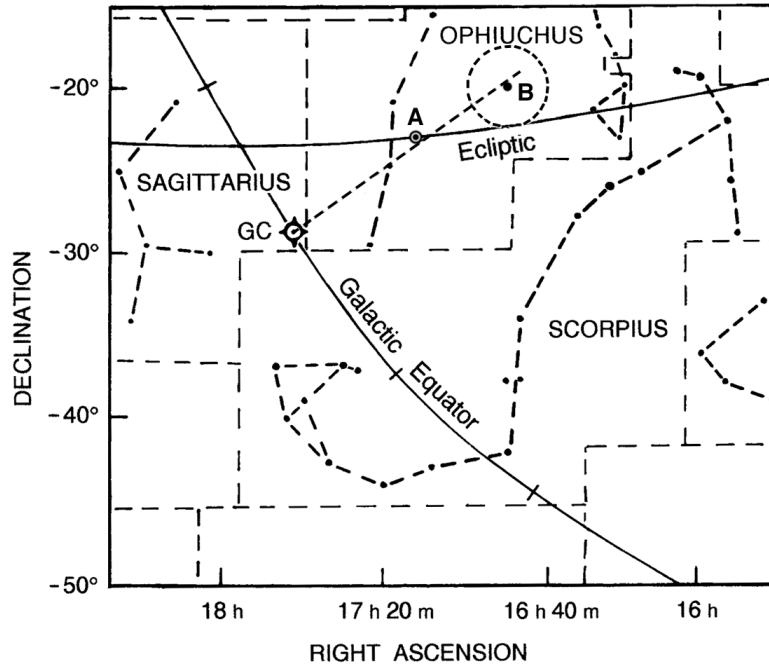 OPHIUCHUS
-20°
B
A
Ecliptic
SAGITTARIUS
GC
-30°
Galactic Equator
SCORPIUS
DECLINATION
-40°
-50°
18 h
17 h 20 m
16 h 40 m
16 h
RIGHT ASCENSION